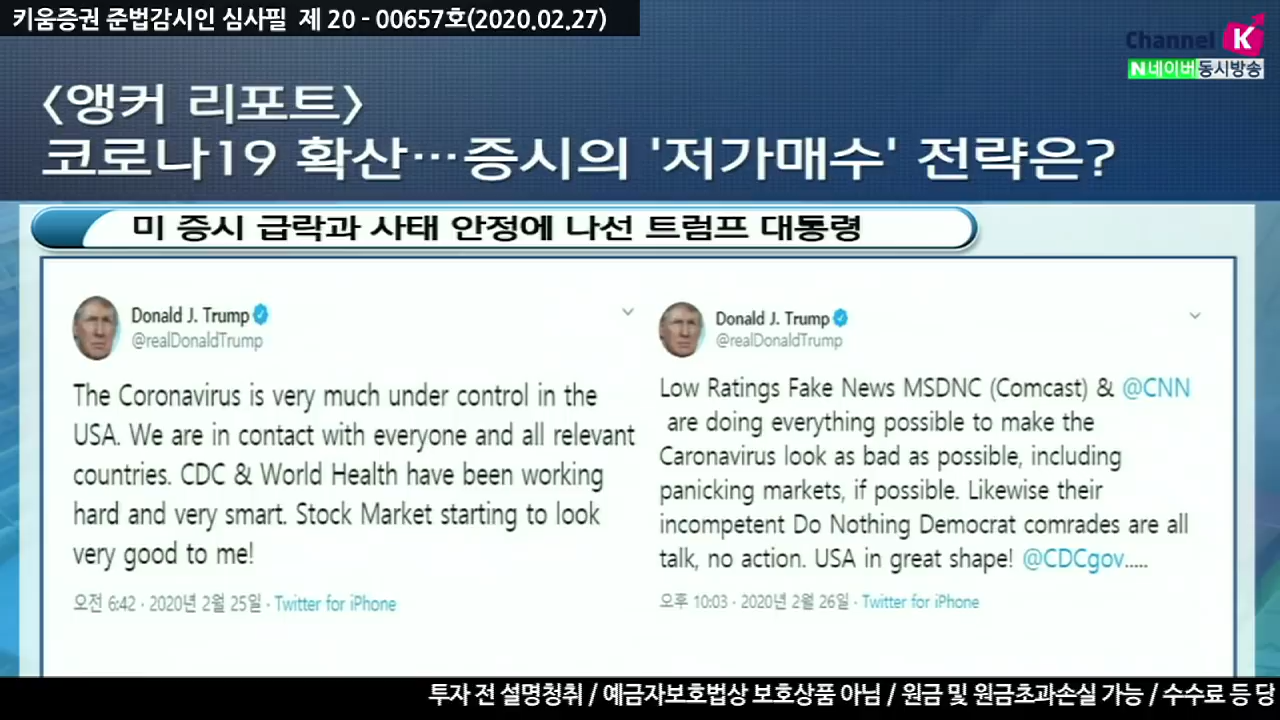 키움증권 준법감시인 심사필 제 20 - 00657호(2020.02.27)
Channel K
N네이버 동시방송
<앵커 리포트>
코로나19 확산…증시의 '저가매수' 전략은?
미 증시 급락과 사태 안정에 나선 트럼프 대통령
Donald J. Trump
@realDonaldTrump
The Coronavirus is very much under control in the
USA. We are in contact with everyone and all relevant
countries. CDC & World Health have been working
hard and very smart. Stock Market starting to look
very good to me!
오전 6:42 · 2020년 2월 25일 · Twitter for iPhone
Donald J. Trump
@realDonaldTrump
Low Ratings Fake News MSDNC (Comcast) & @CNN
are doing everything possible to make the
Caronavirus look as bad as possible, including
panicking markets, if possible. Likewise their
incompetent Do Nothing Democrat comrades are all
talk, no action. USA in great shape! @CDCgov.....
오후 10:03 · 2020년 2월 26일 · Twitter for iPhone
투자 전 설명청취 / 예금자보호법상 보호상품 아님 / 원금 및 원금초과손실 가능 / 수수료 등 당